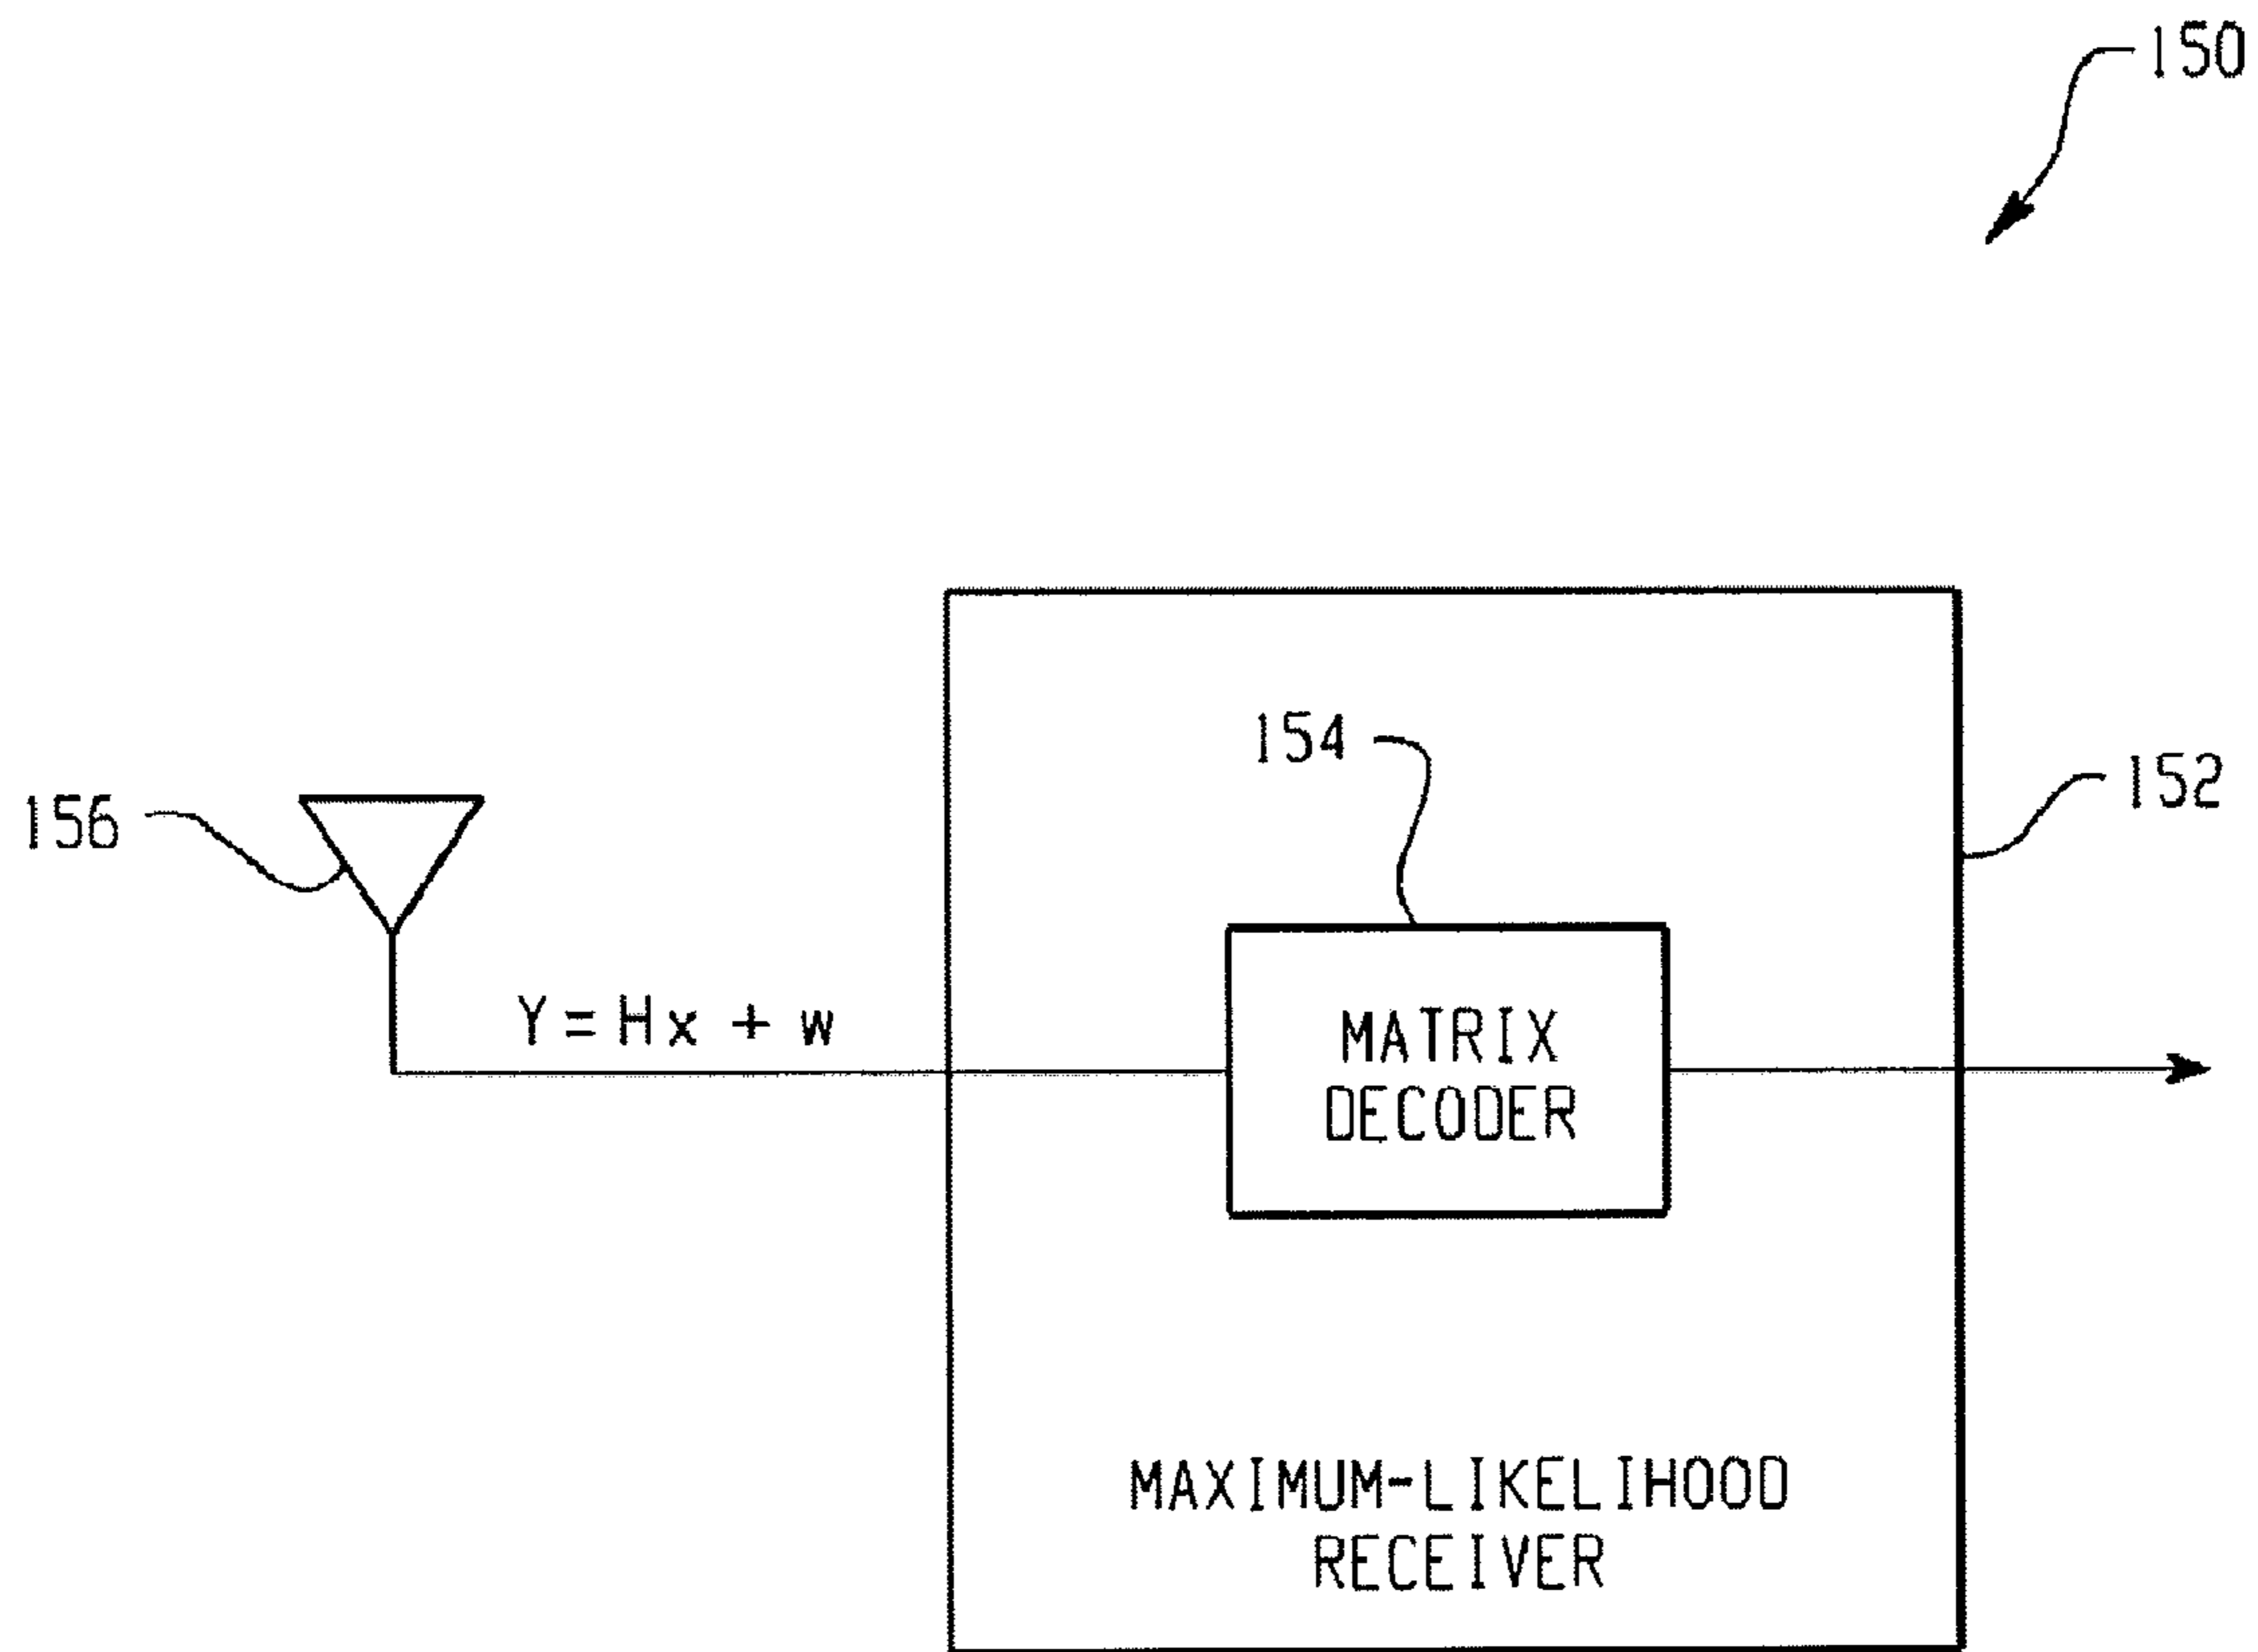 150
154
152
156
Y = Hx + w
MATRIX
DECODER
MAXIMUM-LIKELIHOOD
RECEIVER